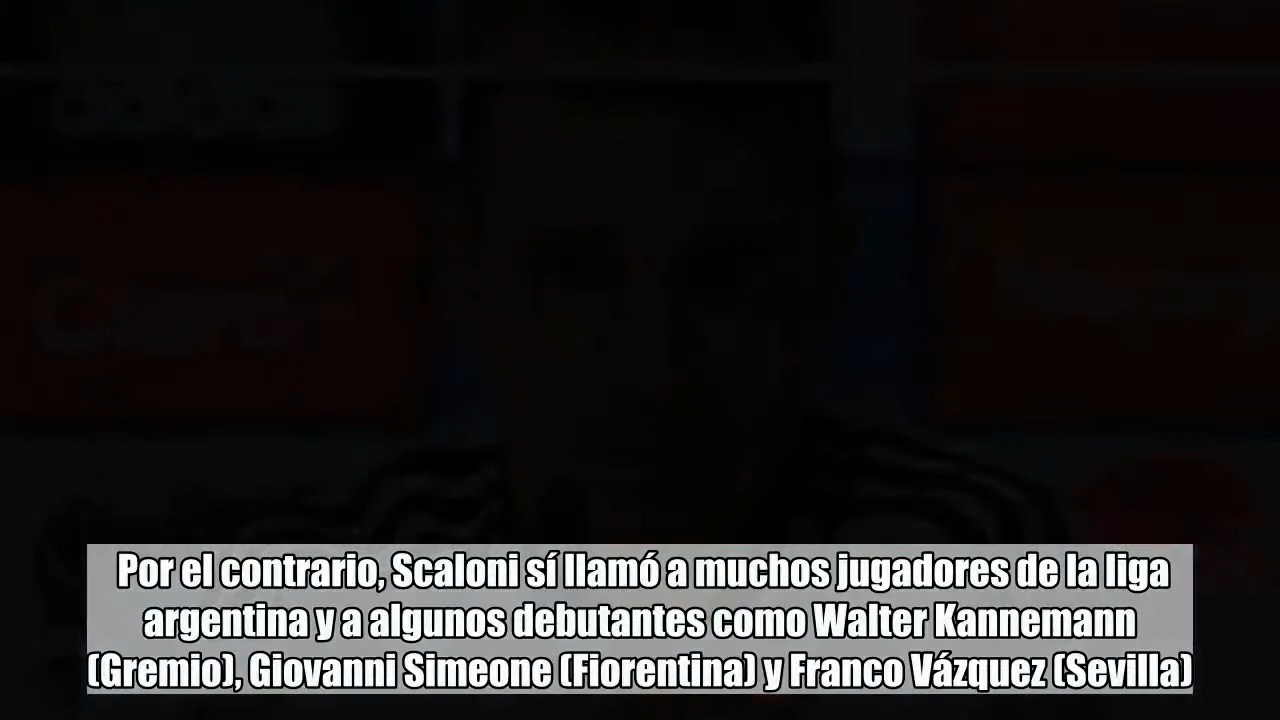 Claro
Por el contrario, Scaloni sí llamó a muchos jugadores de la liga
argentina y a algunos debutantes como Walter Kannemann
(Gremio), Giovanni Simeone (Fiorentina) y Franco Vázquez (Sevilla)